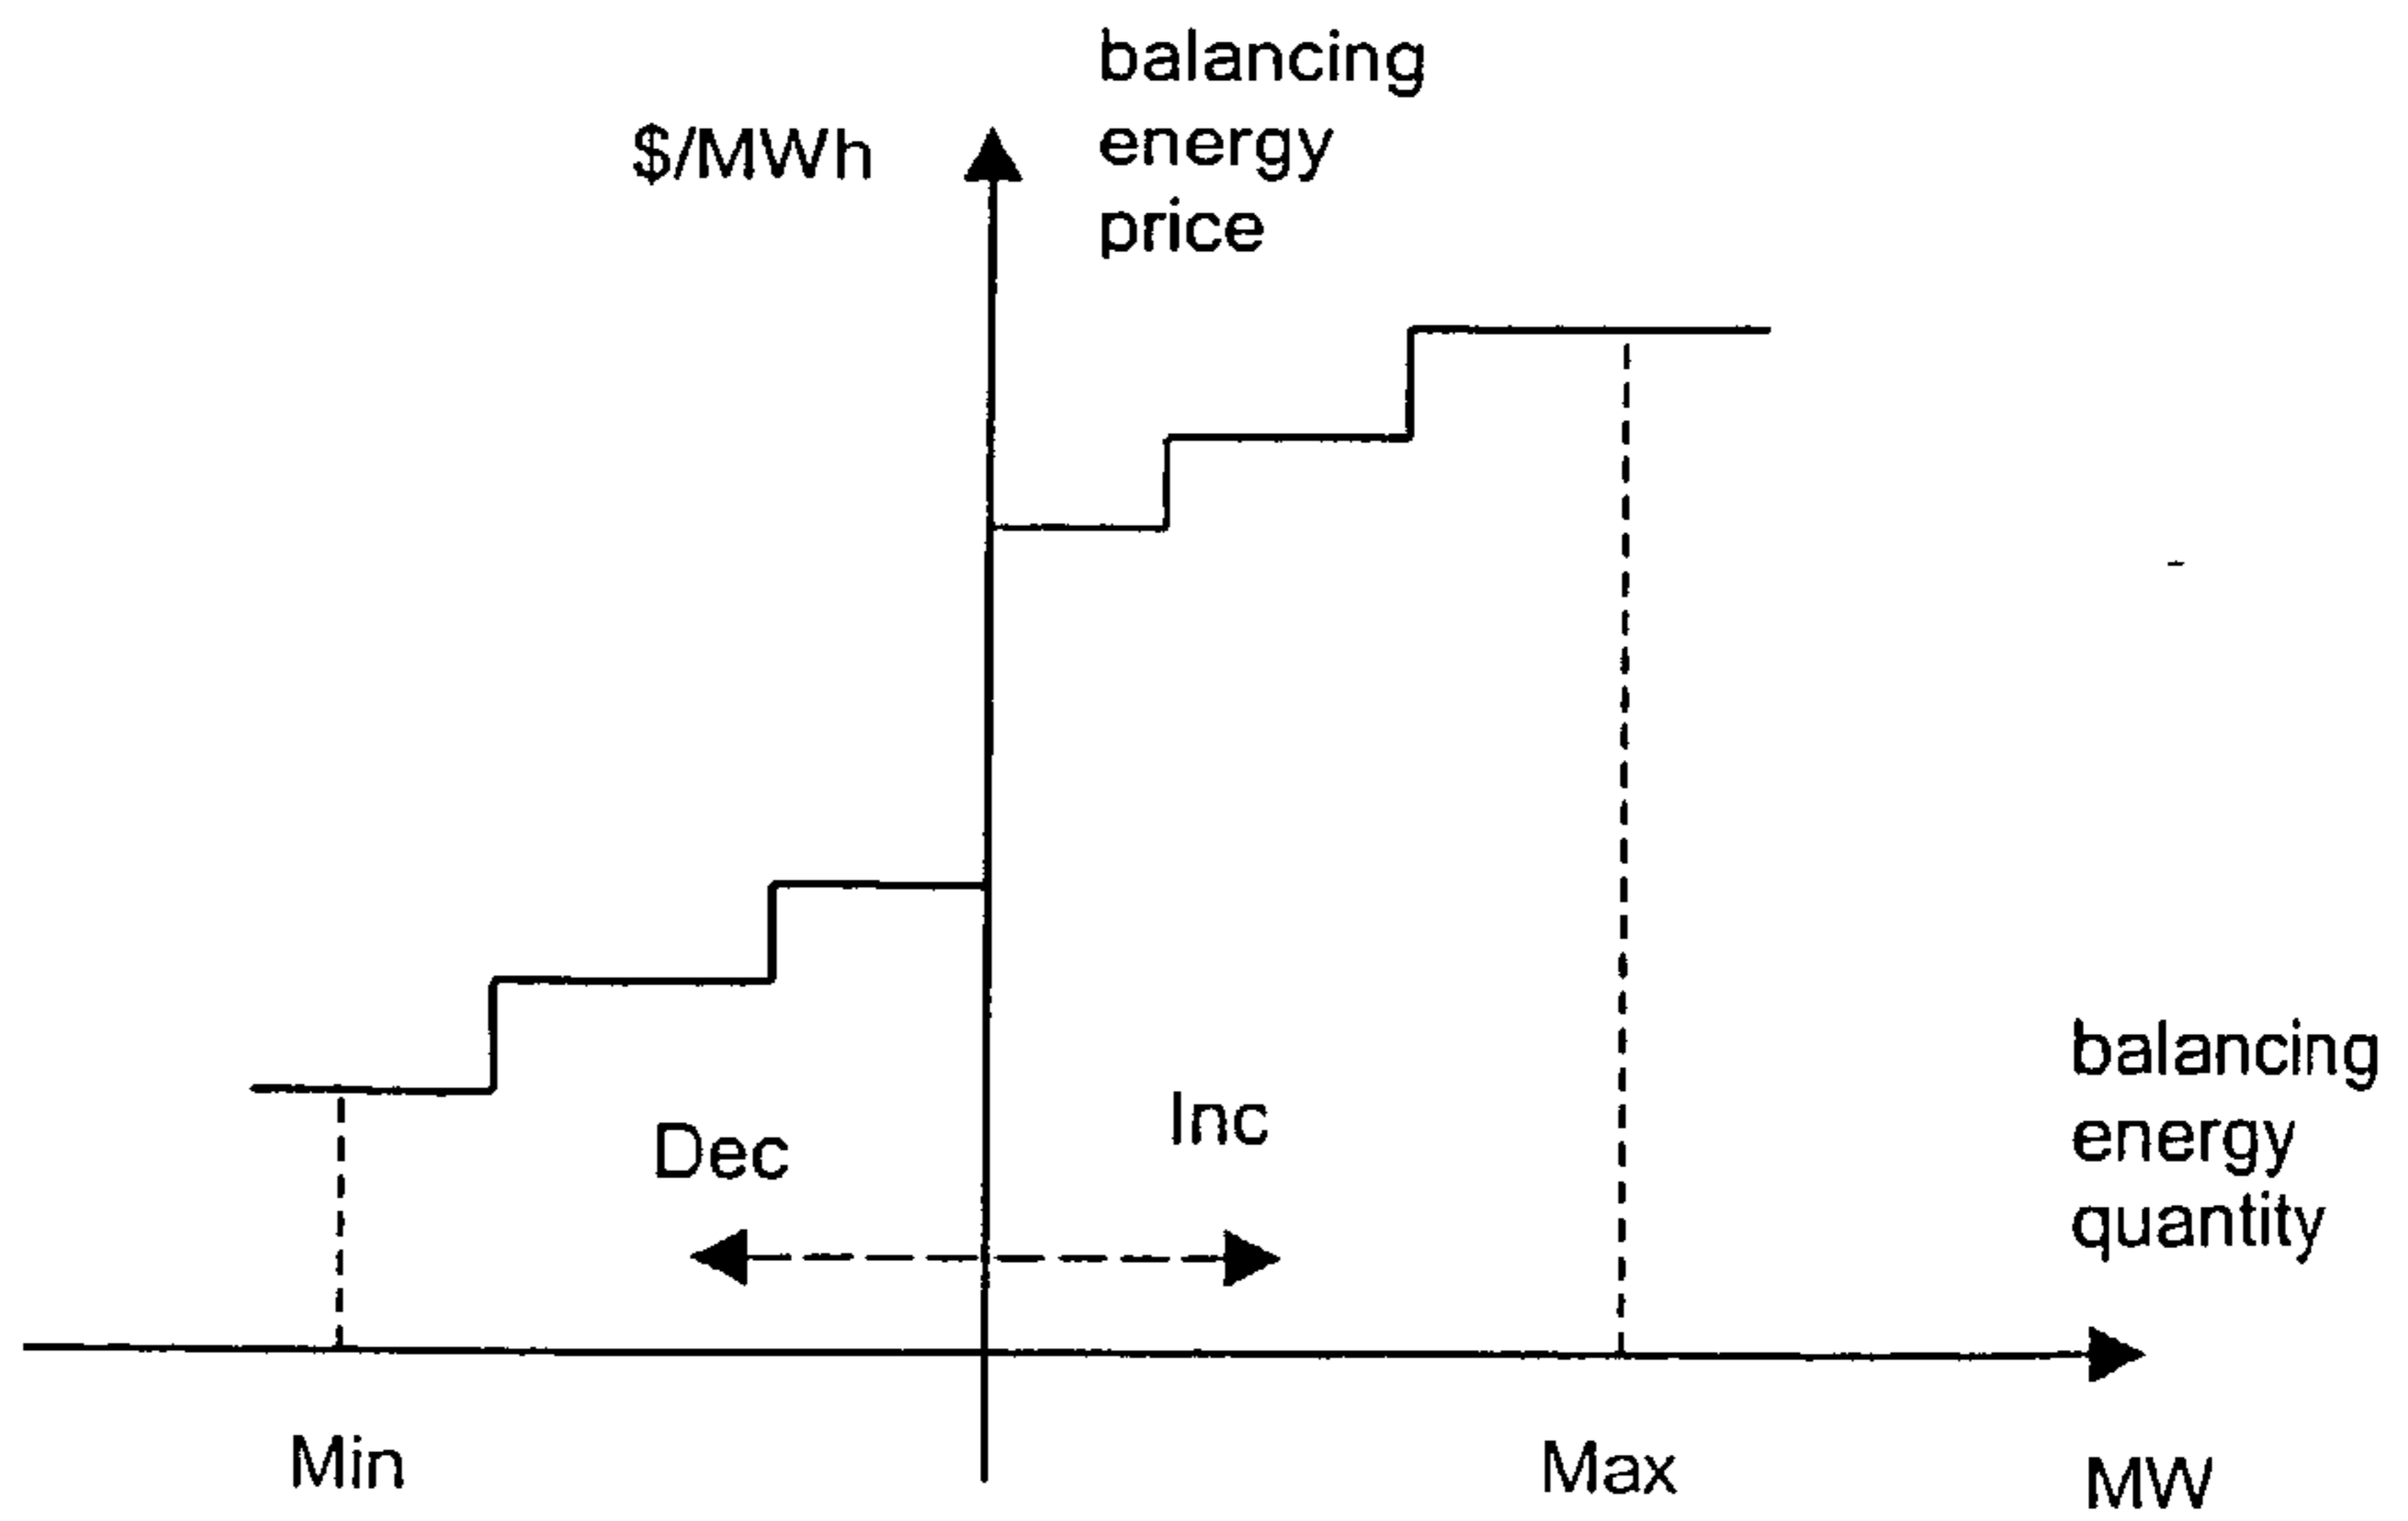 balancing
energy
price
$/MWh
Inc
Dec
balancing
energy
quantity
Min
Max
MW